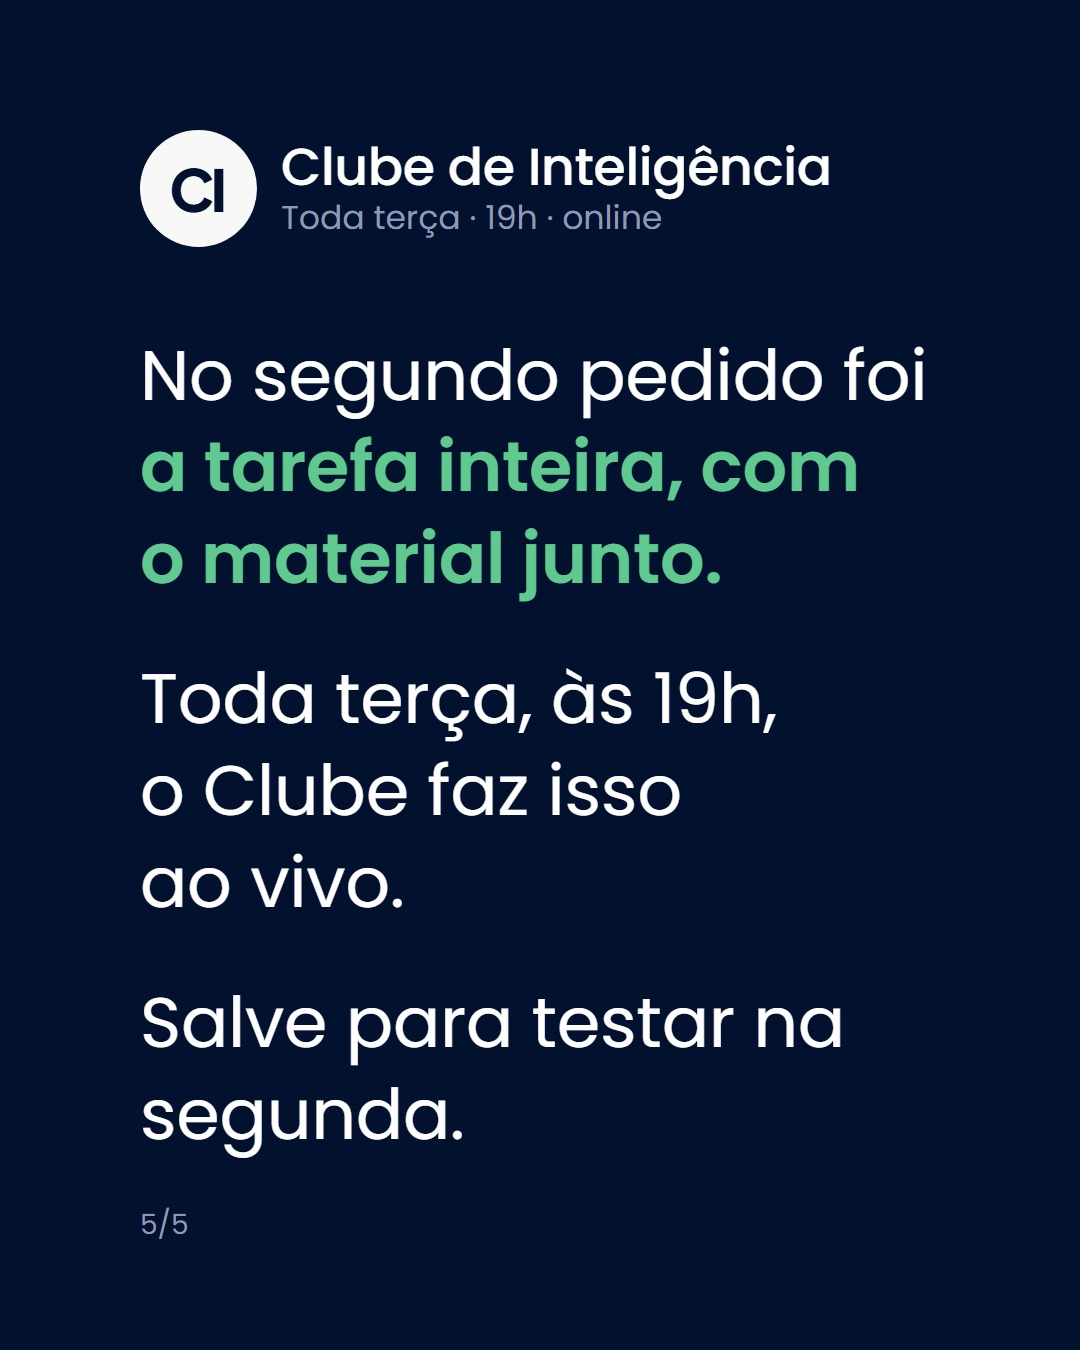 CI
Clube de Inteligência
Toda terça · 19h · online
No segundo pedido foi
a tarefa inteira, com
o material junto.
Toda terça, às 19h,
o Clube faz isso
ao vivo.
Salve para testar na
segunda.
5/5